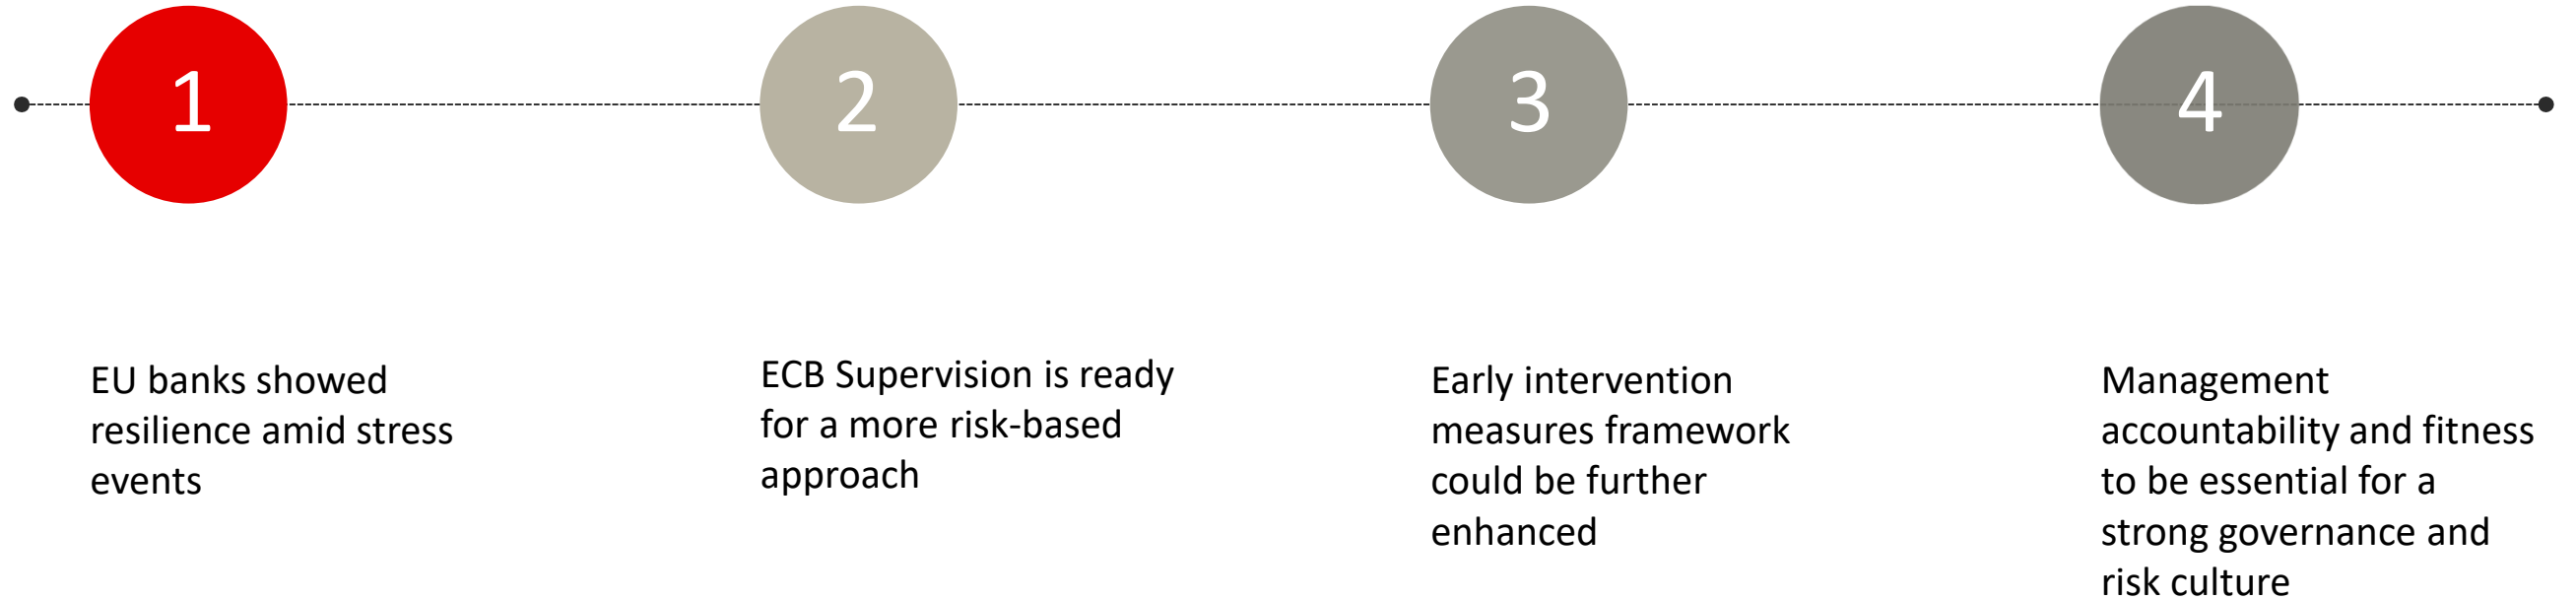 1
2
3
4
EU banks showed
resilience amid stress
events
ECB Supervision is ready
for a more risk-based
approach
Early intervention
measures framework
could be further
enhanced
Management
accountability and fitness
to be essential for a
strong governance and
risk culture